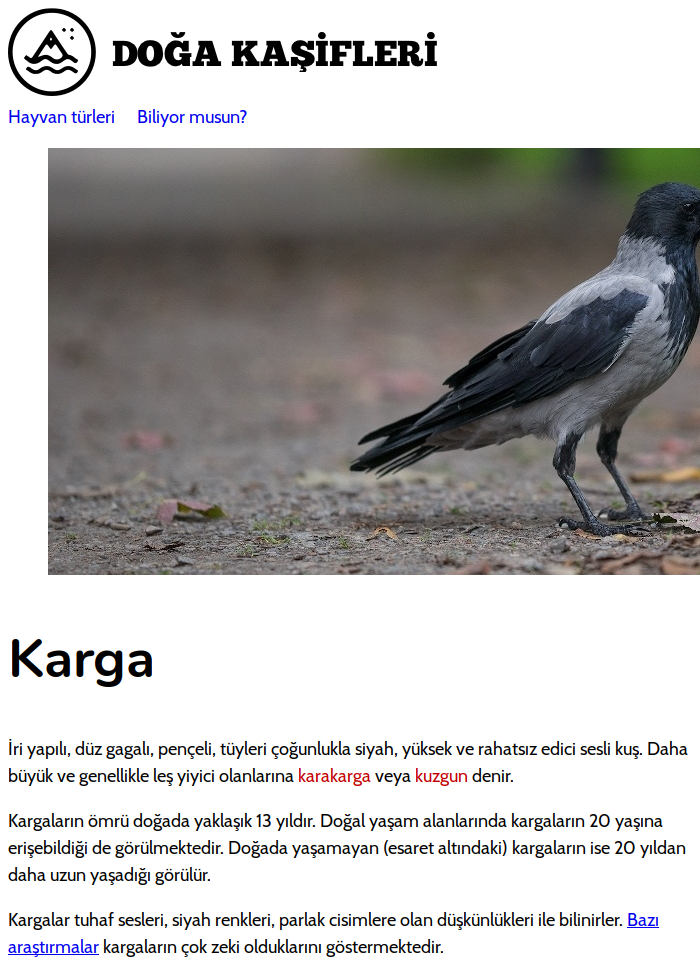 DOĞA KAŞİFLERİ
Hayvan türleri Biliyor musun?
Karga
İri yapılı, düz gagalı, pençeli, tüyleri çoğunlukla siyah, yüksek ve rahatsız edici sesli kuş. Daha
büyük ve genellikle leş yiyici olanlarına karakarga veya kuzgun denir.
Kargaların ömrü doğada yaklaşık 13 yıldır. Doğal yaşam alanlarında kargaların 20 yaşına
erişebildiği de görülmektedir. Doğada yaşamayan (esaret altındaki) kargaların ise 20 yıldan
daha uzun yaşadığı görülür.
Kargalar tuhaf sesleri, siyah renkleri, parlak cisimlere olan düşkünlükleri ile bilinirler. Bazı
araştırmalar kargaların çok zeki olduklarını göstermektedir.